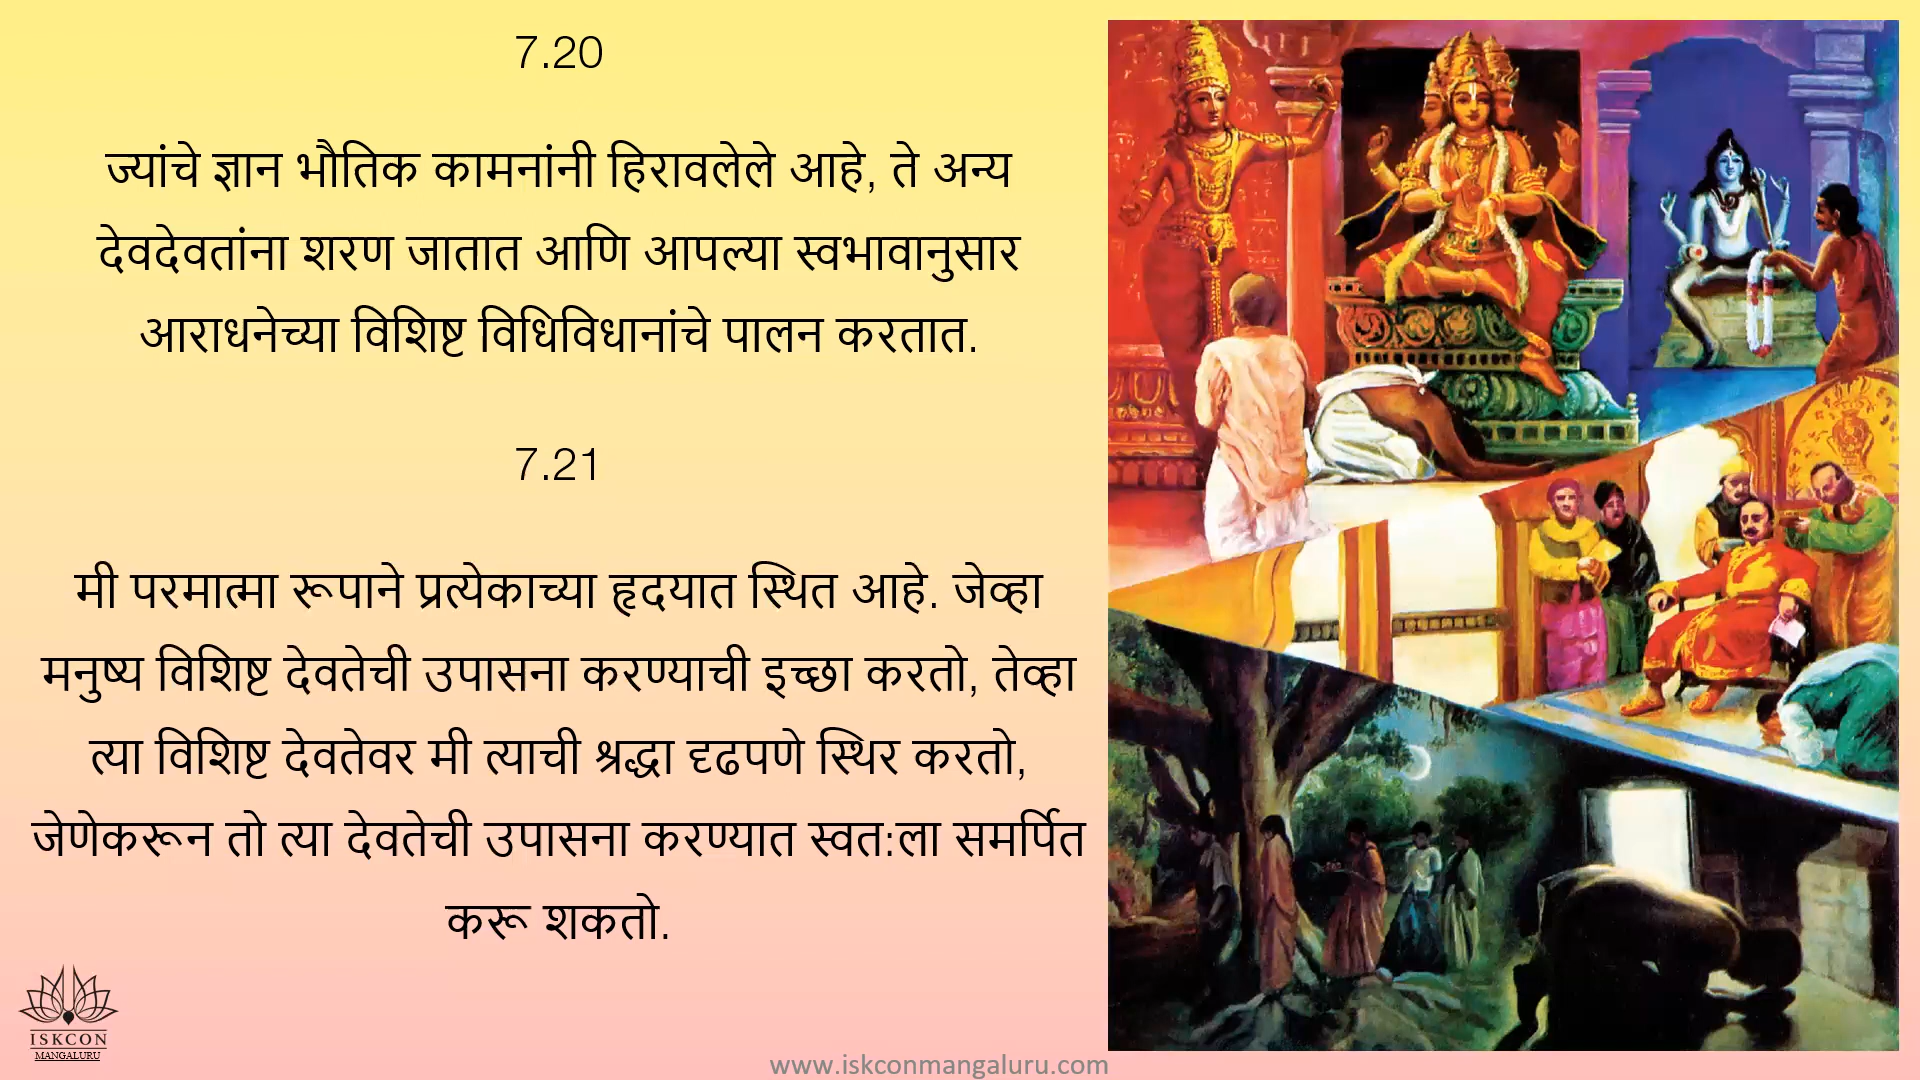 7.20
ज्यांचे ज्ञान भौतिक कामनांनी हिरावलेले आहे, ते अन्य
देवदेवतांना शरण जातात आणि आपल्या स्वभावानुसार
आराधनेच्या विशिष्ट विधिविधानांचे पालन करतात.
7.21
मी परमात्मा रूपाने प्रत्येकाच्या हृदयात स्थित आहे. जेव्हा
मनुष्य विशिष्ट देवतेची उपासना करण्याची इच्छा करतो, तेव्हा
त्या विशिष्ट देवतेवर मी त्याची श्रद्धा दृढपणे स्थिर करतो,
जेणेकरून तो त्या देवतेची उपासना करण्यात स्वत:ला समर्पित
करू शकतो.
ISKCON
MANGALURU
www.iskconmangaluru.com